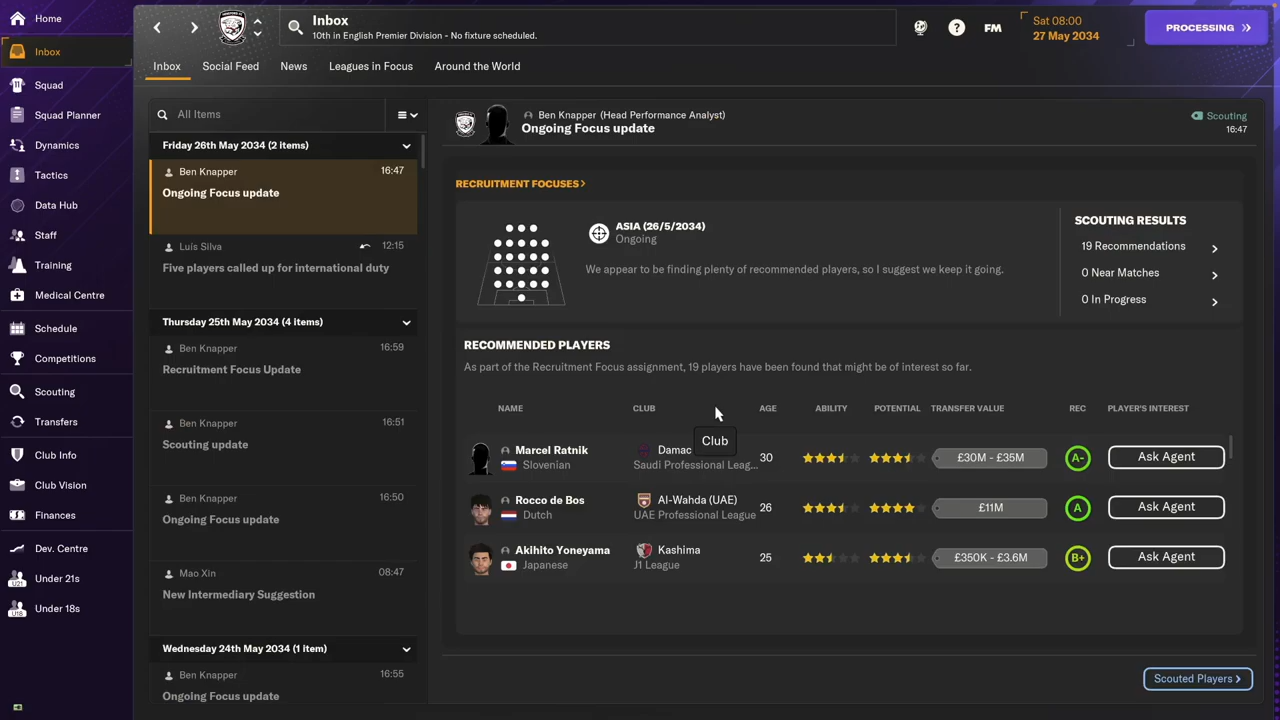 Home
Inbox
Squad
Squad Planner
Dynamics
Tactics
Data Hub
Staff
Training
Medical Centre
Schedule
Competitions
Scouting
Transfers
Club Info
Club Vision
Finances
Dev. Centre
Under 21s
Under 18s
Inbox
10th in English Premier Division - No fixture scheduled.
FM
Sat 08:00
27 May 2034
PROCESSING
Inbox Social Feed News Leagues in Focus Around the World
All Items
Friday 26th May 2034 (2 items)
Ben Knapper 16:47
Ongoing Focus update
Luís Silva 12:15
Five players called up for international duty
Thursday 25th May 2034 (4 items)
Ben Knapper 16:59
Recruitment Focus Update
Ben Knapper 16:51
Scouting update
Ben Knapper 16:50
Ongoing Focus update
Mao Xin 08:47
New Intermediary Suggestion
Wednesday 24th May 2034 (1 item)
Ben Knapper 16:55
Ongoing Focus update
Ben Knapper (Head Performance Analyst)
Ongoing Focus update
Scouting
16:47
RECRUITMENT FOCUSES>
ASIA (26/5/2034)
Ongoing
We appear to be finding plenty of recommended players, so I suggest we keep it going.
SCOUTING RESULTS
19 Recommendations
0 Near Matches
0 In Progress
RECOMMENDED PLAYERS
As part of the Recruitment Focus assignment, 19 players have been found that might be of interest so far.
NAME CLUB AGE ABILITY POTENTIAL TRANSFER VALUE REC PLAYER'S INTEREST
Club
Marcel Ratnik Damac 30 £30M - £35M A- Ask Agent
Slovenian Saudi Professional Leag...
Rocco de Bos Al-Wahda (UAE) 26 £11M A Ask Agent
Dutch UAE Professional League
Akihito Yoneyama Kashima 25 £350K - £3.6M B+ Ask Agent
Japanese J1 League
Scouted Players >